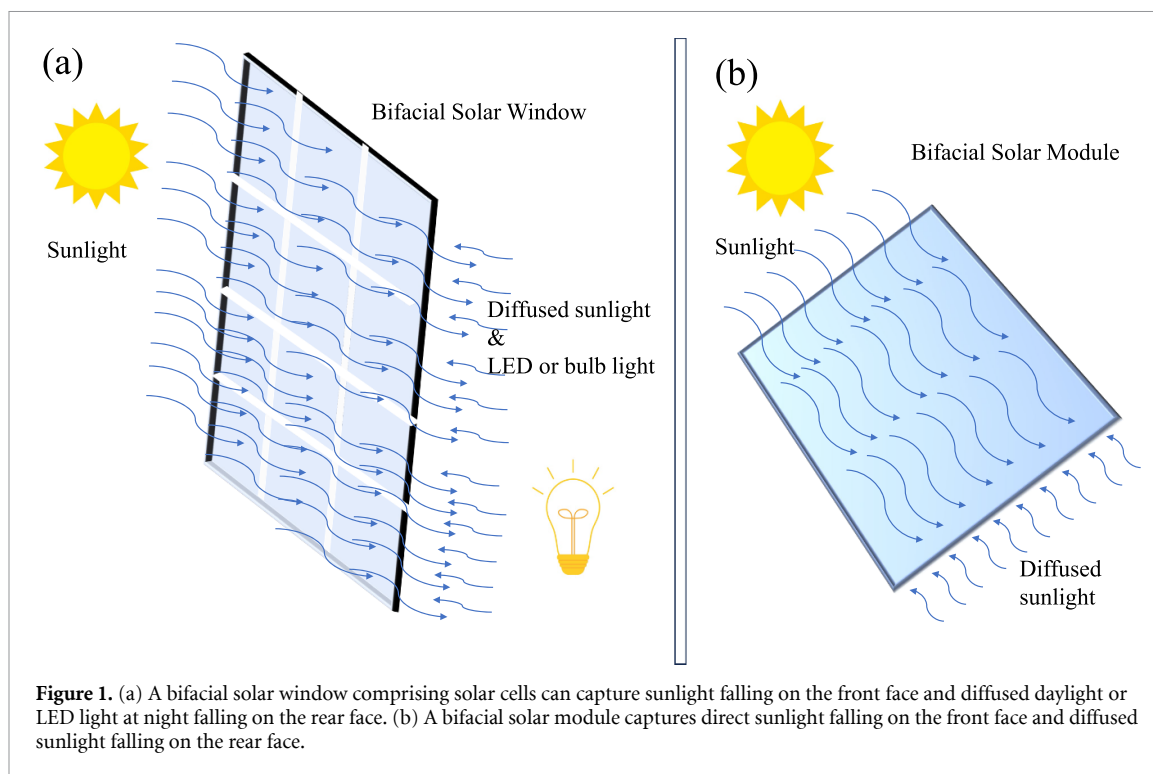 (a)
Bifacial Solar Window
Sunlight
Diffused sunlight
&
LED or bulb light
(b)
Bifacial Solar Module
Sunlight
Diffused
sunlight
Figure 1. (a) A bifacial solar window comprising solar cells can capture sunlight falling on the front face and diffused daylight or
LED light at night falling on the rear face. (b) A bifacial solar module captures direct sunlight falling on the front face and diffused
sunlight falling on the rear face.